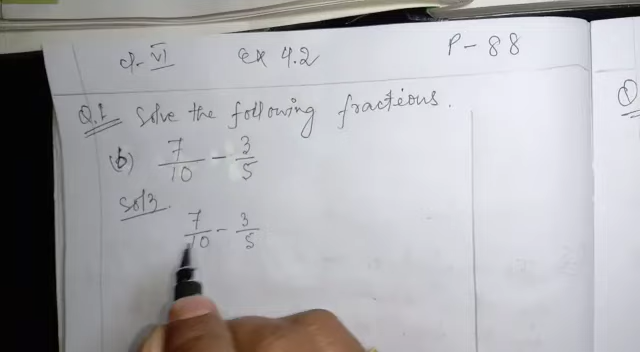 cl-VI Ex 4.2 P-88
Q.1 Solve the following fractions.
(b) 7/10 - 3/5
Sol3.
7/10 - 3/5